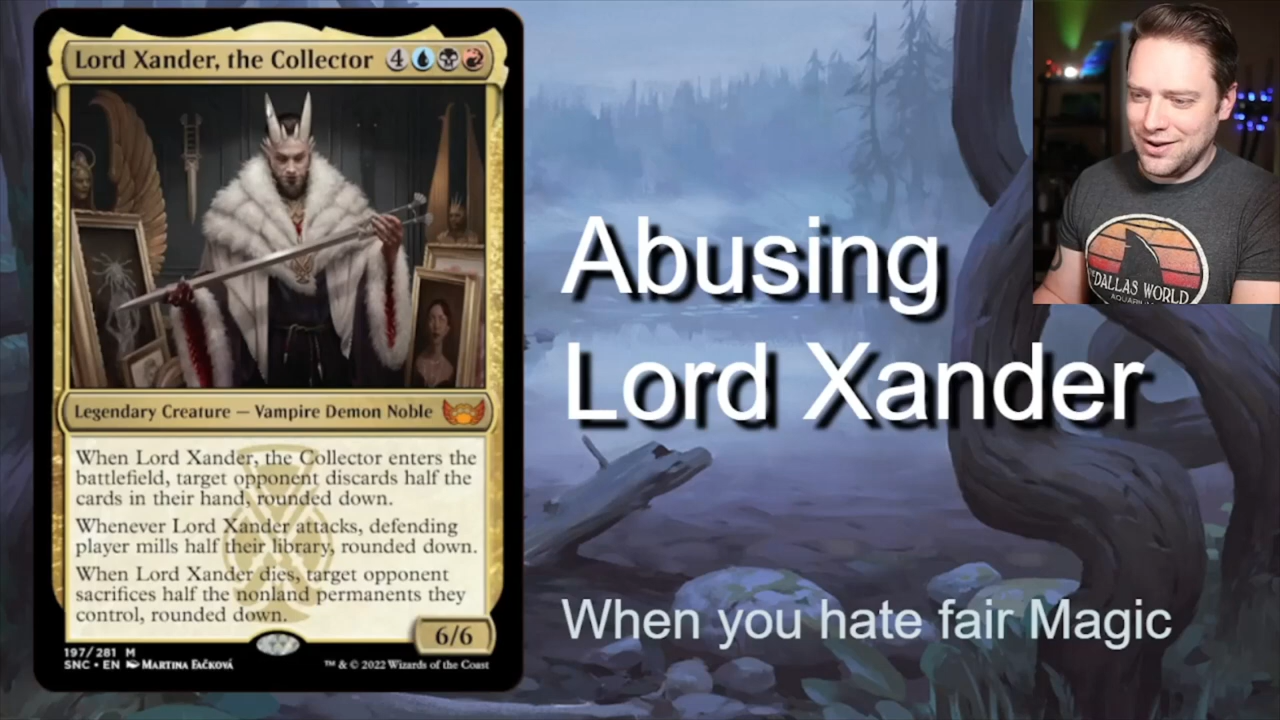 Lord Xander, the Collector 4
Legendary Creature — Vampire Demon Noble
When Lord Xander, the Collector enters the
battlefield, target opponent discards half the
cards in their hand, rounded down.
Whenever Lord Xander attacks, defending
player mills half their library, rounded down.
When Lord Xander dies, target opponent
sacrifices half the nonland permanents they
control, rounded down.
6/6
197/281 M
SNC • EN Martina Fačková
™ & © 2022 Wizards of the Coast
Abusing
Lord Xander
When you hate fair Magic
DALLAS WORLD
AQUARIUM